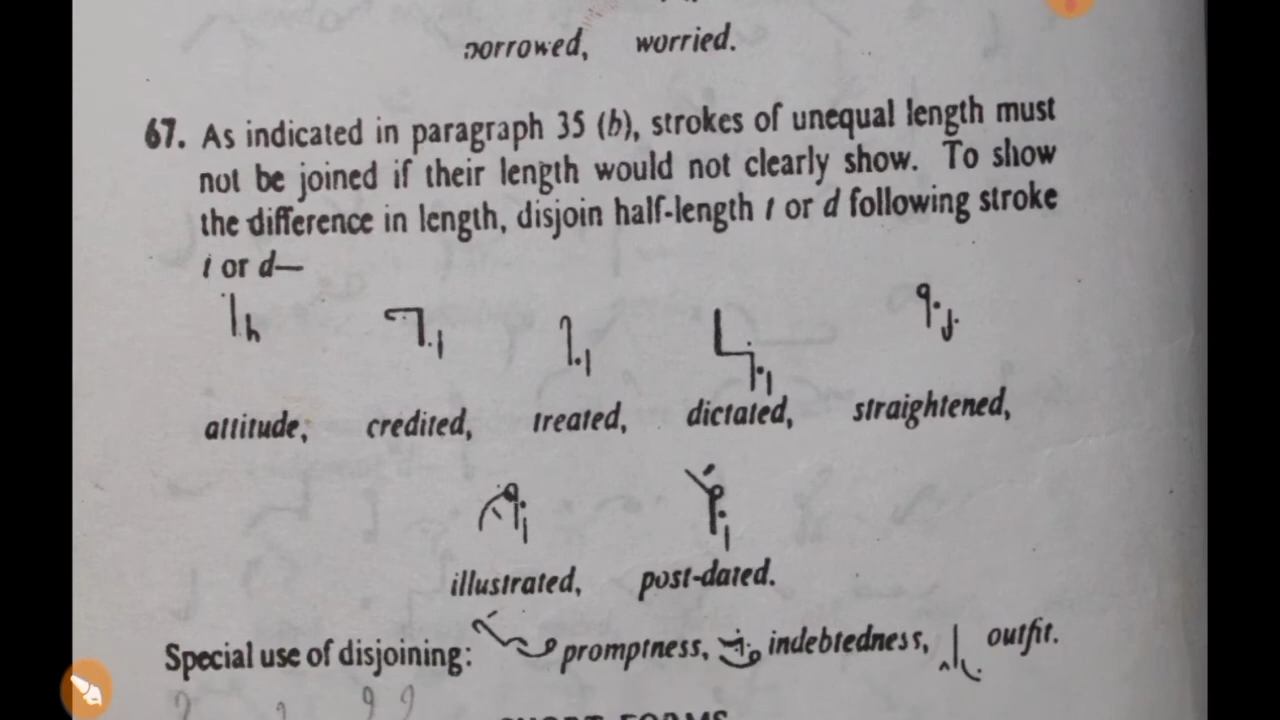 borrowed, worried.
67. As indicated in paragraph 35 (b), strokes of unequal length must
not be joined if their length would not clearly show. To show
the difference in length, disjoin half-length t or d following stroke
t or d—
attitude, credited, treated, dictated, straightened,
illustrated, post-dated.
Special use of disjoining: promptness, indebtedness, outfit.
SHORT FORMS